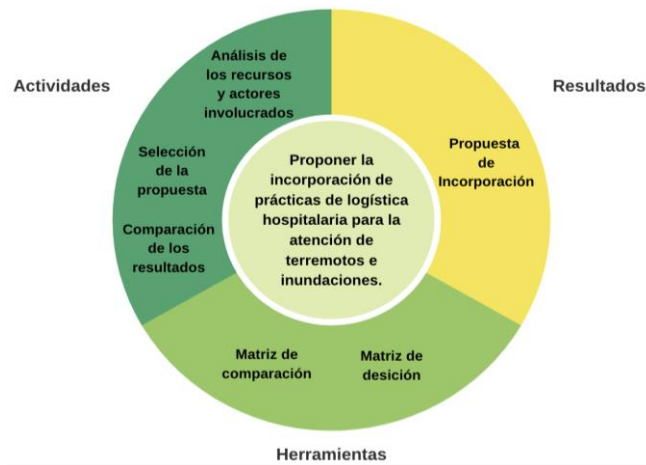 Actividades
Análisis de
los recursos
y actores
involucrados
Selección
de la
propuesta
Comparación
de los
resultados
Proponer la
incorporación de
prácticas de logística
hospitalaria para la
atención de
terremotos e
inundaciones.
Resultados
Propuesta
de
Incorporación
Matriz de
comparación
Matriz de
desición
Herramientas